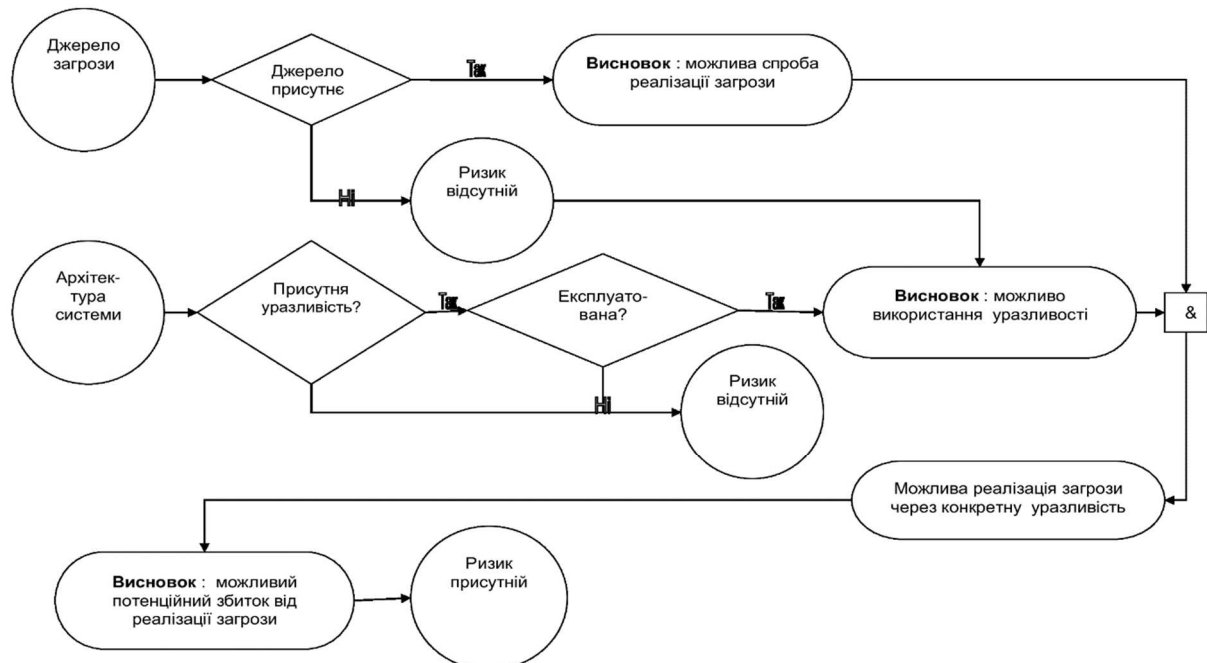 Джерело
загрози
Джерело
присутнє
Так
Висновок : можлива спроба
реалізації загрози
Ні
Ризик
відсутній
Архітек-
тура
системи
Присутня
уразливість?
Так
Експлуато-
вана?
Так
Висновок : можливо
використання уразливості
&
Ні
Ризик
відсутній
Можлива реалізація загрози
через конкретну уразливість
Висновок : можливий
потенційний збиток від
реалізації загрози
Ризик
присутній